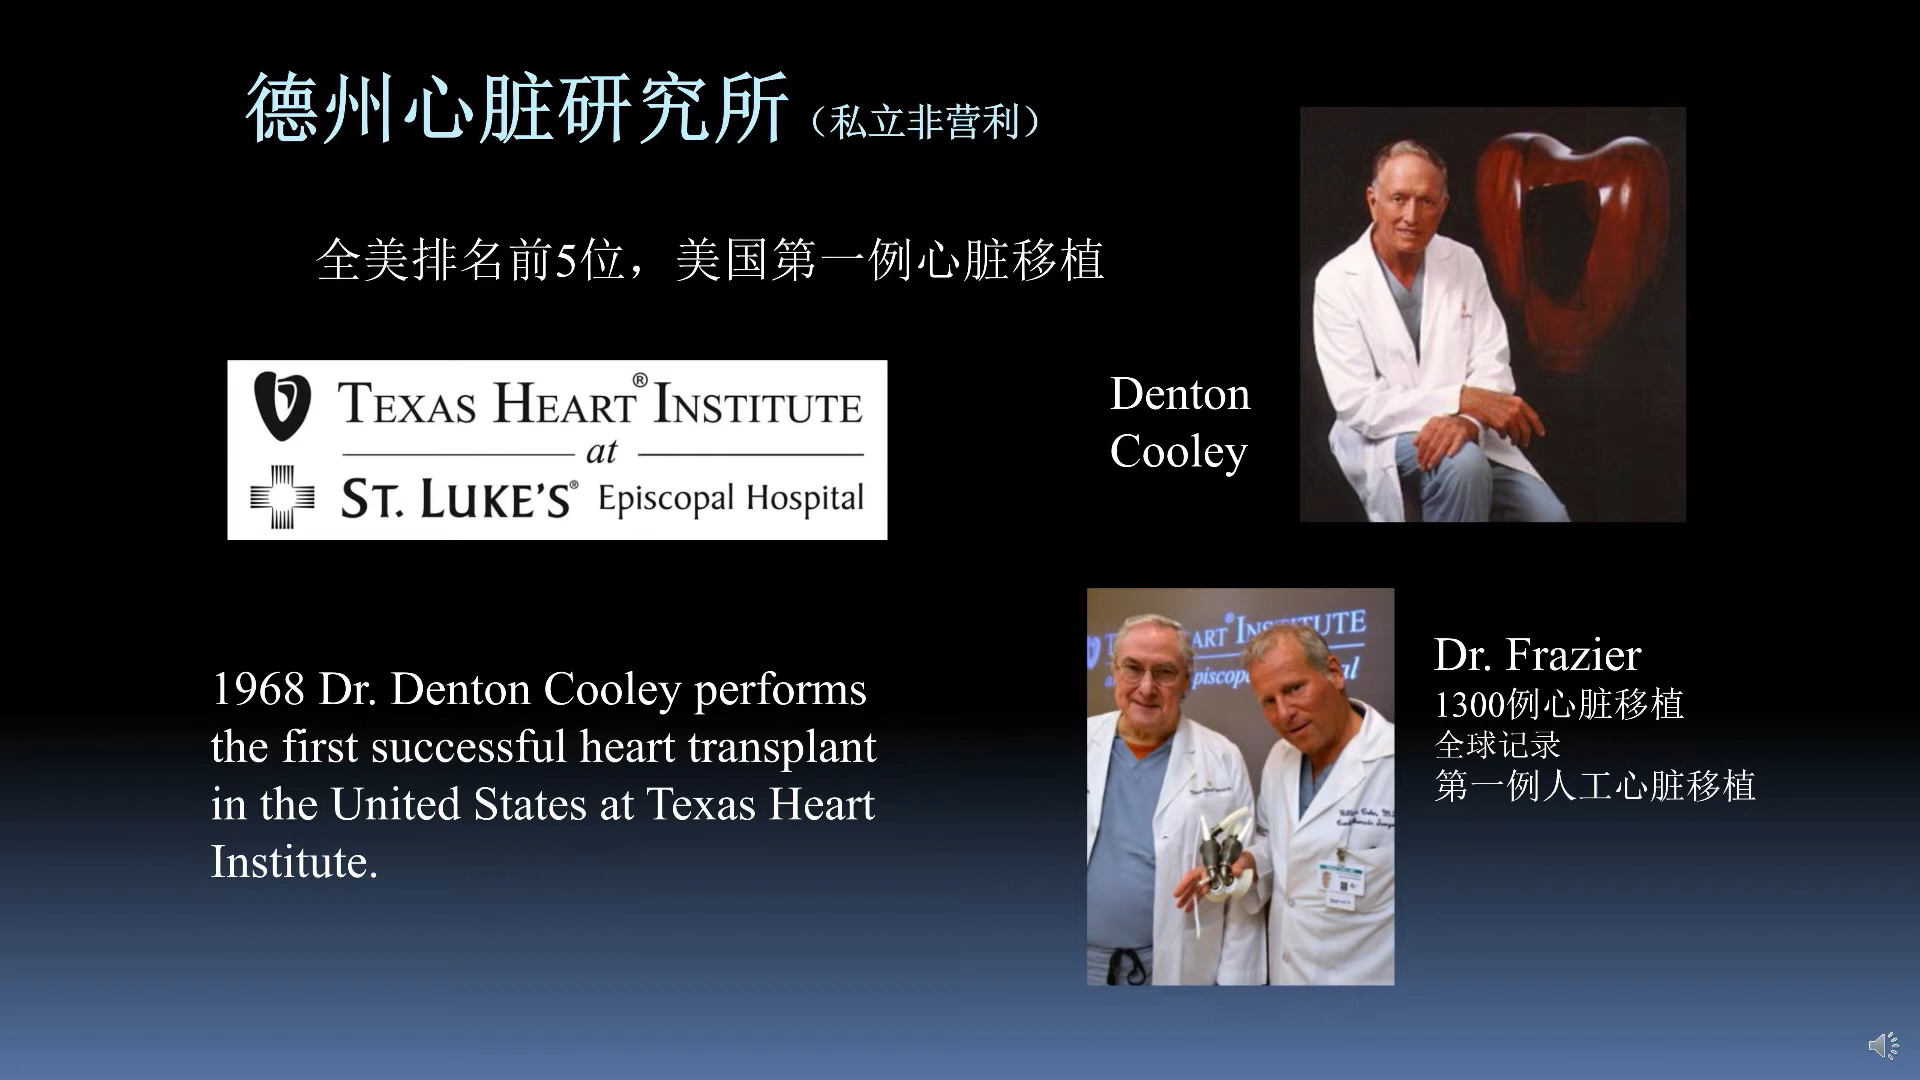 德州心脏研究所（私立非营利）
全美排名前5位，美国第一例心脏移植
TEXAS HEART® INSTITUTE
at
ST. LUKE'S® Episcopal Hospital
Denton
Cooley
1968 Dr. Denton Cooley performs
the first successful heart transplant
in the United States at Texas Heart
Institute.
ART® INSTITUTE
Dr. Frazier
1300例心脏移植
全球记录
第一例人工心脏移植